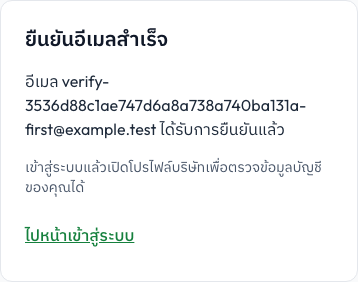 ยืนยันอีเมลสำเร็จ
อีเมล verify-
3536d88c1ae747d6a8a738a740ba131a-
first@example.test ได้รับการยืนยันแล้ว
เข้าสู่ระบบแล้วเปิดโปรไฟล์บริษัทเพื่อตรวจข้อมูลบัญชี
ของคุณได้
ไปหน้าเข้าสู่ระบบ